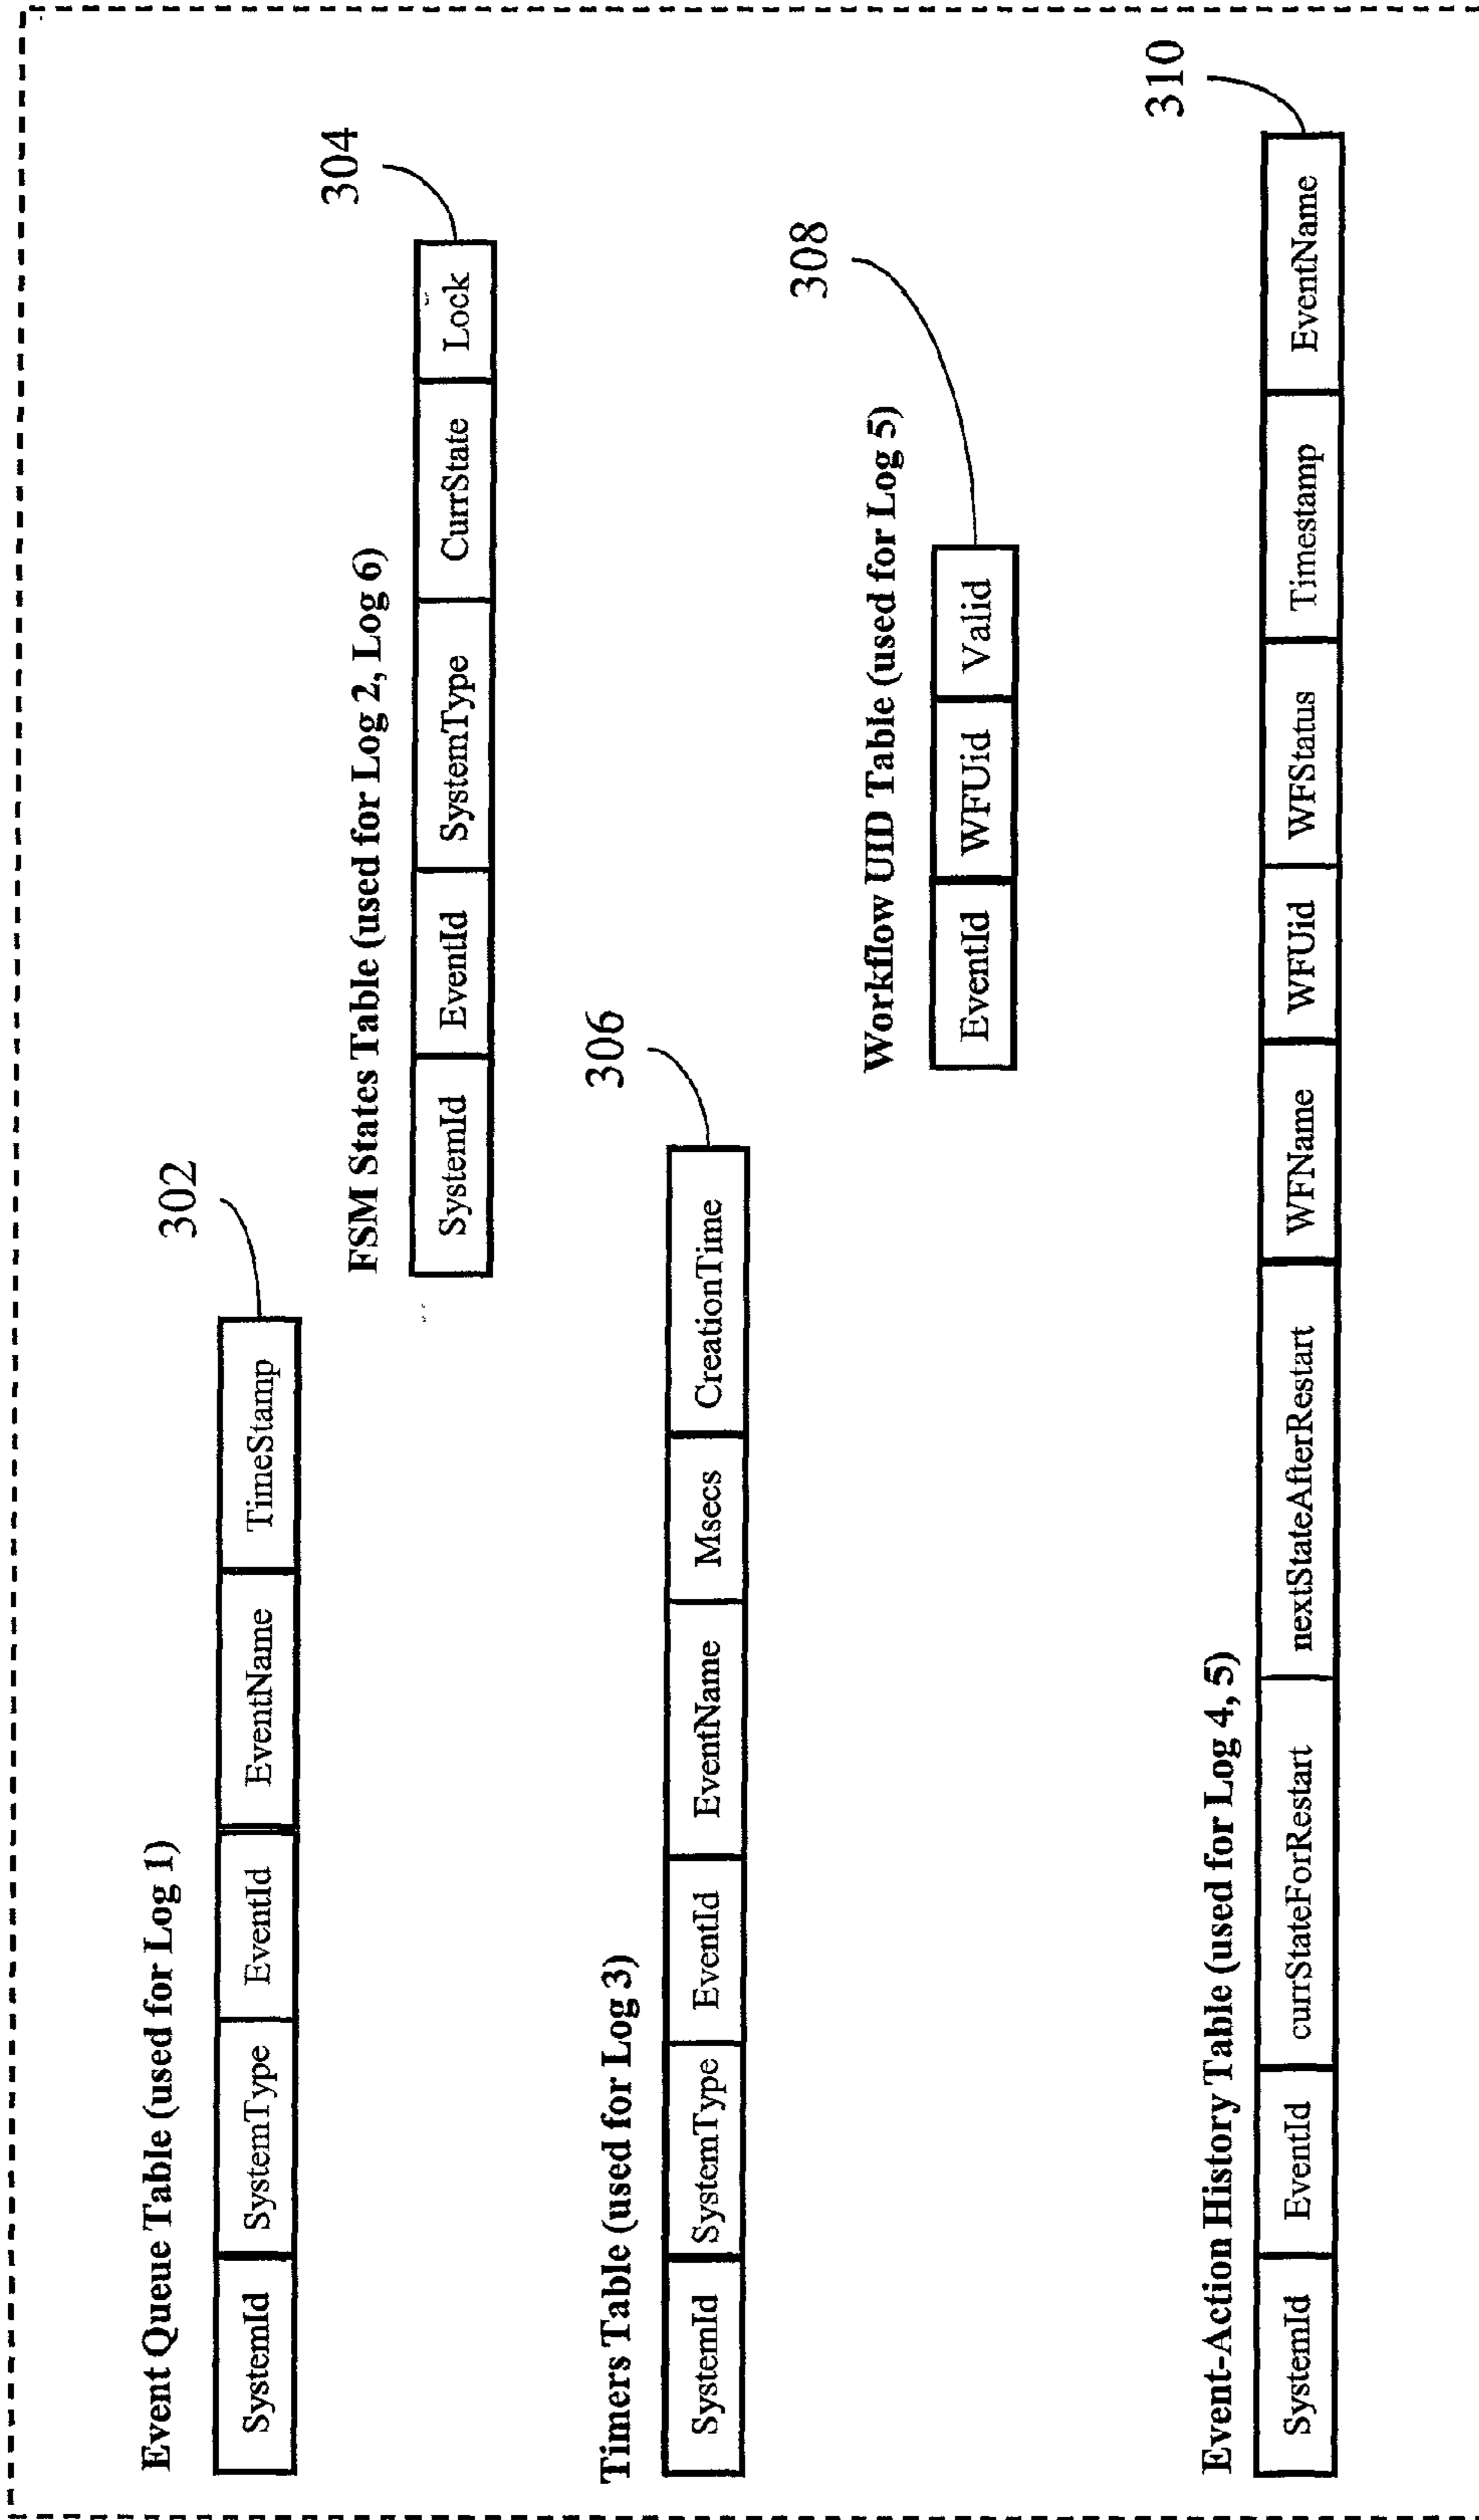 Event Queue Table (used for Log 1)
302
SystemId SystemType EventId EventName TimeStamp
FSM States Table (used for Log 2, Log 6)
304
SystemId EventId SystemType CurrState Lock
Timers Table (used for Log 3)
306
SystemId SystemType EventId EventName Msecs CreationTime
Workflow UID Table (used for Log 5)
308
EventId WFUid Valid
Event-Action History Table (used for Log 4, 5)
310
SystemId EventId currStateForRestart nextStateAfterRestart WFName WFUid WFStatus Timestamp EventName